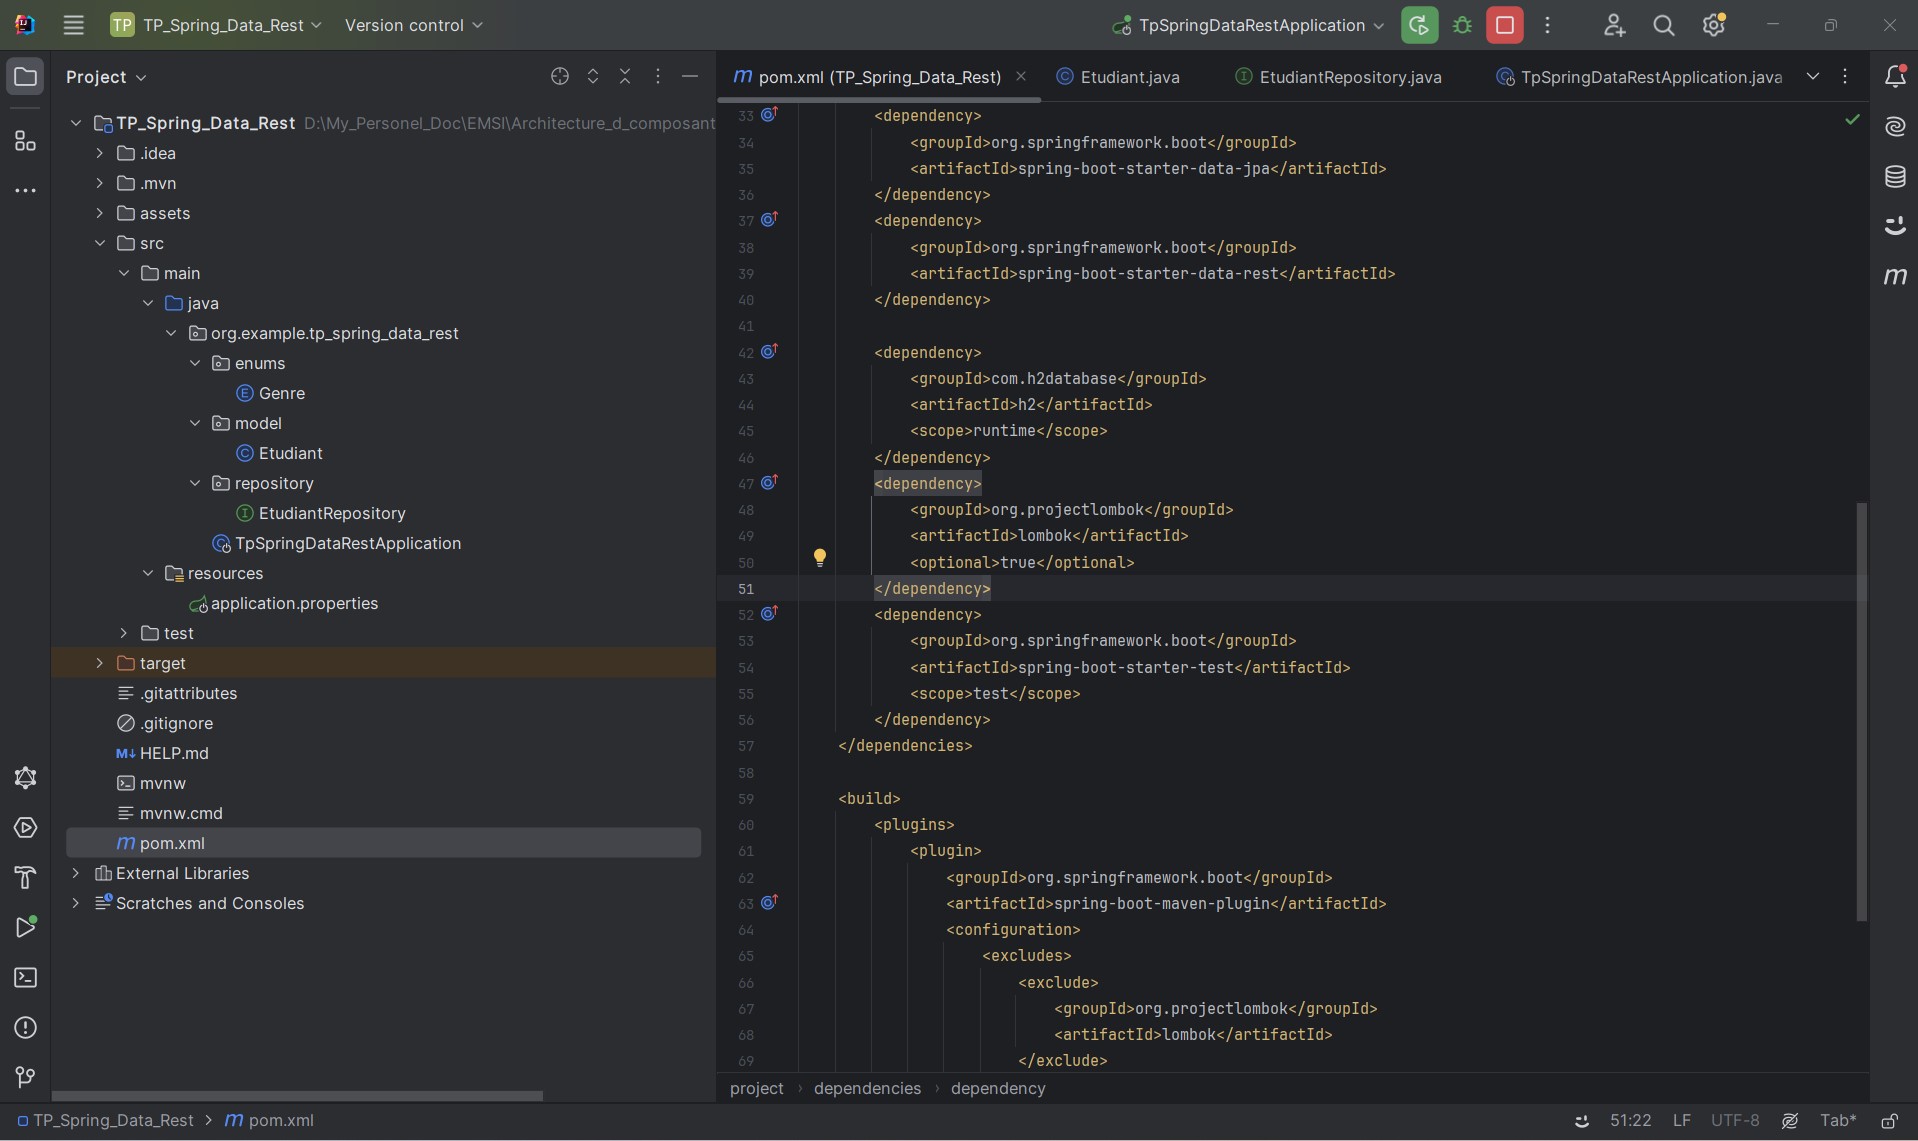 TP TP_Spring_Data_Rest Version control TpSpringDataRestApplication
Project
TP_Spring_Data_Rest D:\My_Personel_Doc\EMSI\Architecture_d_composant
.idea
.mvn
assets
src
main
java
org.example.tp_spring_data_rest
enums
Genre
model
Etudiant
repository
EtudiantRepository
TpSpringDataRestApplication
resources
application.properties
test
target
.gitattributes
.gitignore
HELP.md
mvnw
mvnw.cmd
pom.xml
External Libraries
Scratches and Consoles
pom.xml (TP_Spring_Data_Rest) Etudiant.java EtudiantRepository.java TpSpringDataRestApplication.java
33 <dependency>
34 <groupId>org.springframework.boot</groupId>
35 <artifactId>spring-boot-starter-data-jpa</artifactId>
36 </dependency>
37 <dependency>
38 <groupId>org.springframework.boot</groupId>
39 <artifactId>spring-boot-starter-data-rest</artifactId>
40 </dependency>
41
42 <dependency>
43 <groupId>com.h2database</groupId>
44 <artifactId>h2</artifactId>
45 <scope>runtime</scope>
46 </dependency>
47 <dependency>
48 <groupId>org.projectlombok</groupId>
49 <artifactId>lombok</artifactId>
50 <optional>true</optional>
51 </dependency>
52 <dependency>
53 <groupId>org.springframework.boot</groupId>
54 <artifactId>spring-boot-starter-test</artifactId>
55 <scope>test</scope>
56 </dependency>
57 </dependencies>
58
59 <build>
60 <plugins>
61 <plugin>
62 <groupId>org.springframework.boot</groupId>
63 <artifactId>spring-boot-maven-plugin</artifactId>
64 <configuration>
65 <excludes>
66 <exclude>
67 <groupId>org.projectlombok</groupId>
68 <artifactId>lombok</artifactId>
69 </exclude>
project › dependencies › dependency
TP_Spring_Data_Rest > pom.xml 51:22 LF UTF-8 Tab*